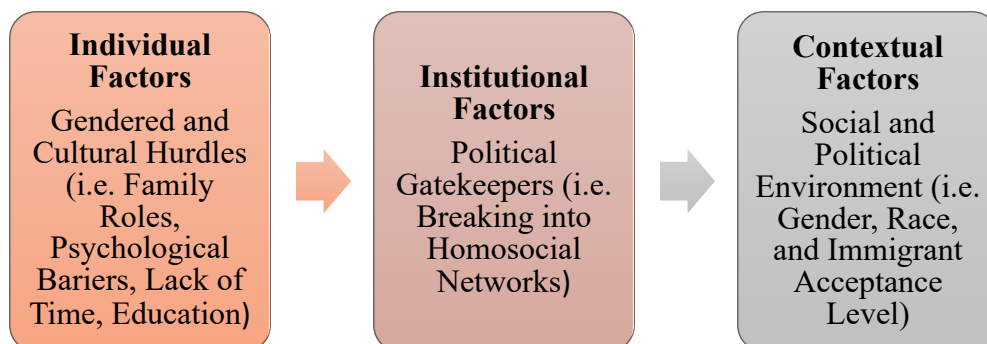 Individual
Factors
Gendered and
Cultural Hurdles
(i.e. Family
Roles,
Psychological
Bariers, Lack of
Time, Education)
Institutional
Factors
Political
Gatekeepers (i.e.
Breaking into
Homosocial
Networks)
Contextual
Factors
Social and
Political
Environment (i.e.
Gender, Race,
and Immigrant
Acceptance
Level)